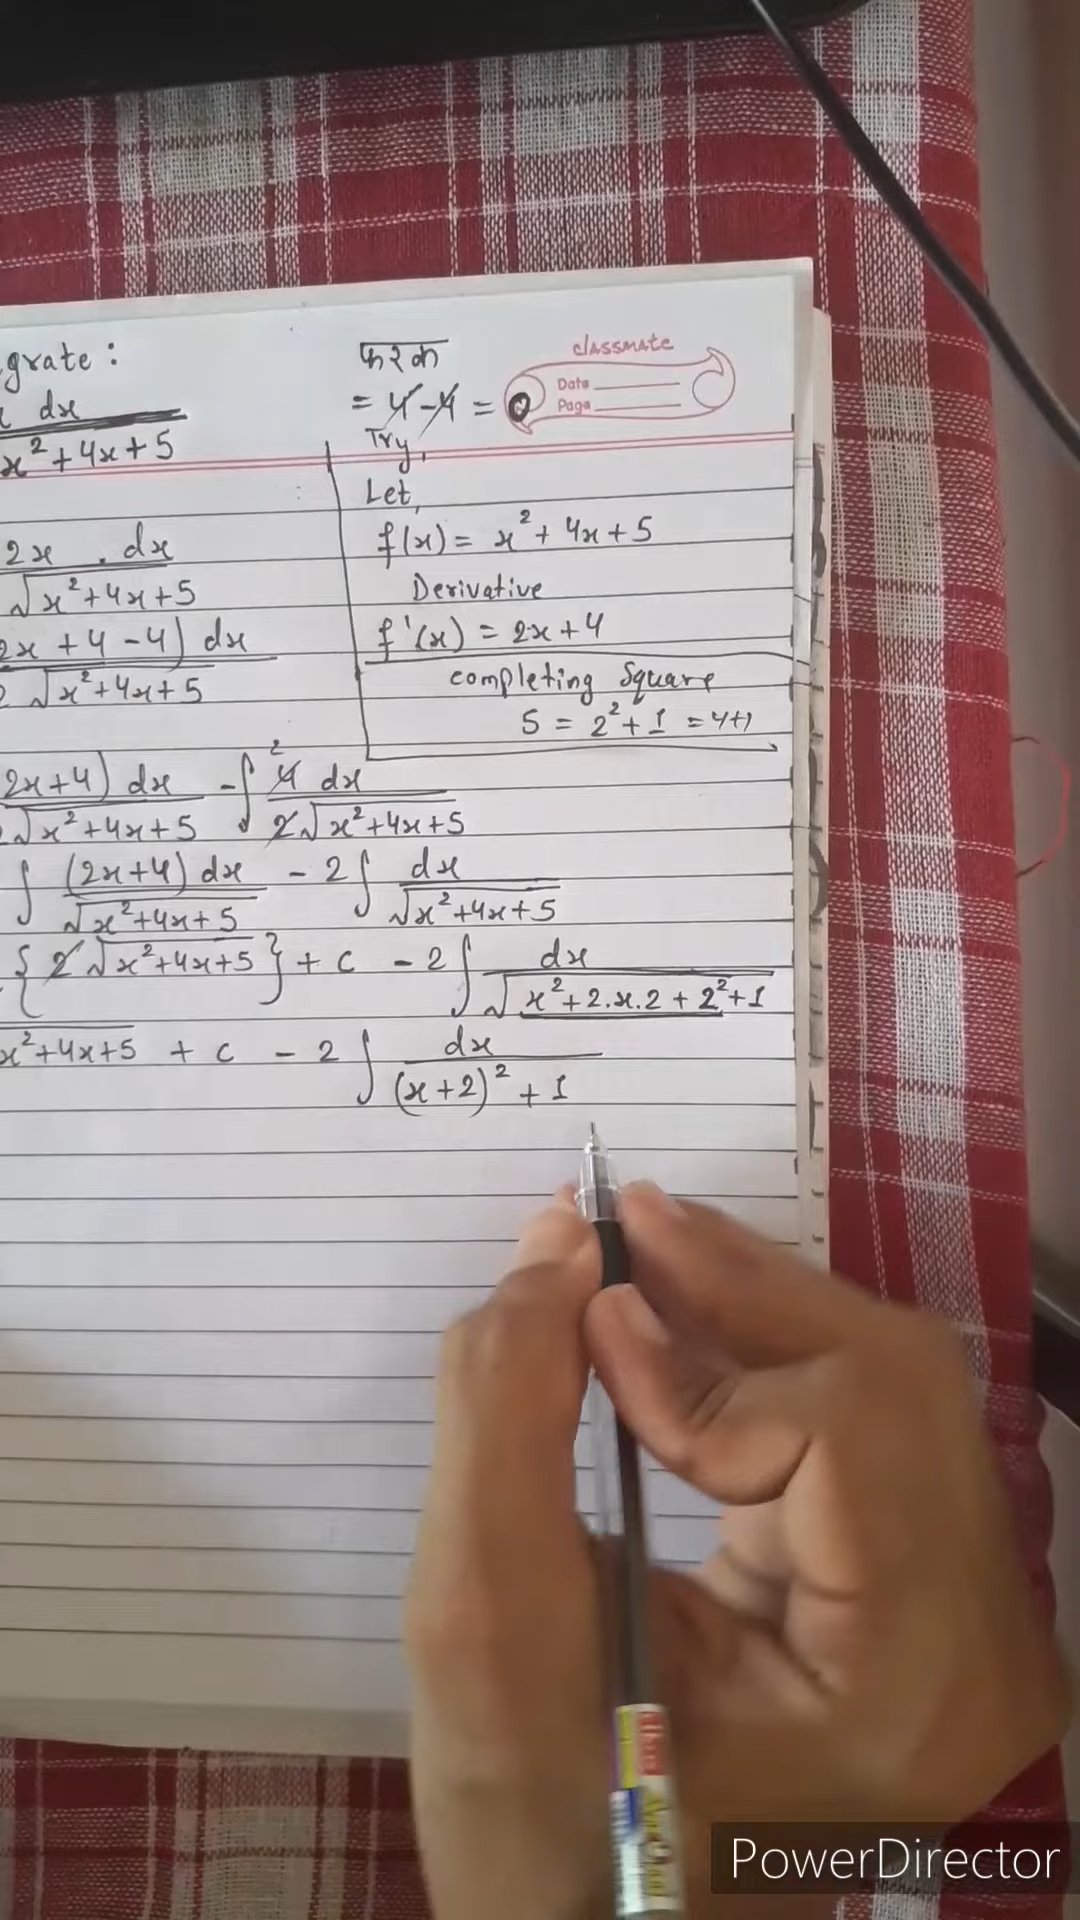 grate :
dx
x² + 4x + 5
फरक
= 4 - 4 = 0
CLASSMATE
Date
Page
Try,
Let,
f(x) = x² + 4x + 5
Derivative
f'(x) = 2x + 4
completing Square
5 = 2² + 1 = 4+1
2x . dx
√x² + 4x + 5
2x + 4 - 4) dx
2 √x² + 4x + 5
2x + 4) dx - ∫ 4 2 dx
2 √x² + 4x + 5 2 √x² + 4x + 5
∫ (2x + 4) dx - 2 ∫ dx
√x² + 4x + 5 √x² + 4x + 5
{ 2 √x² + 4x + 5 } + c - 2 ∫ dx
√x² + 2.x.2 + 2² + 1
x² + 4x + 5 + c - 2 ∫ dx
(x + 2)² + 1
PowerDirector